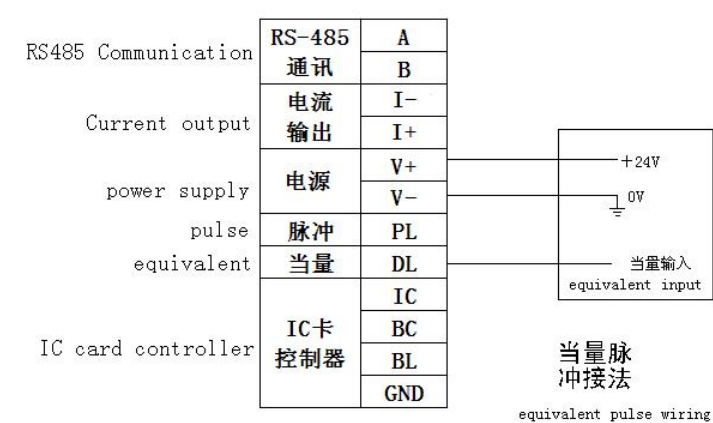 RS485 Communication
RS-485
通讯
A
B
Current output
电流
输出
I-
I+
power supply
电源
V+
V-
pulse
脉冲
PL
equivalent
当量
DL
IC card controller
IC卡
控制器
IC
BC
BL
GND
+24V
0V
当量输入
equivalent input
当量脉
冲接法
equivalent pulse wiring